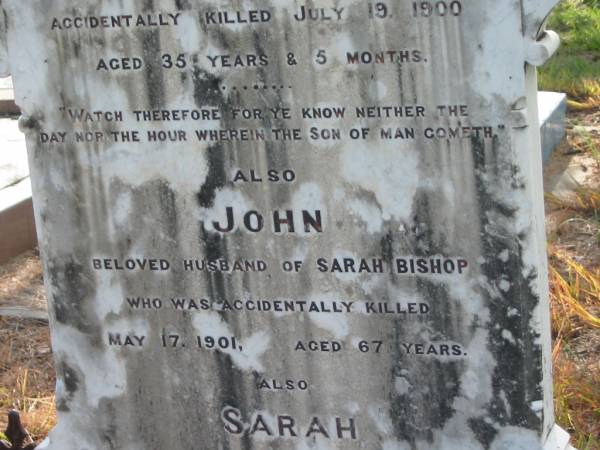 ACCIDENTALLY KILLED JULY 19. 1900
AGED 35 YEARS & 5 MONTHS.
"WATCH THEREFORE FOR YE KNOW NEITHER THE
DAY NOR THE HOUR WHEREIN THE SON OF MAN COMETH."
ALSO
JOHN
BELOVED HUSBAND OF SARAH BISHOP
WHO WAS ACCIDENTALLY KILLED
MAY 17. 1901, AGED 67 YEARS.
ALSO
SARAH